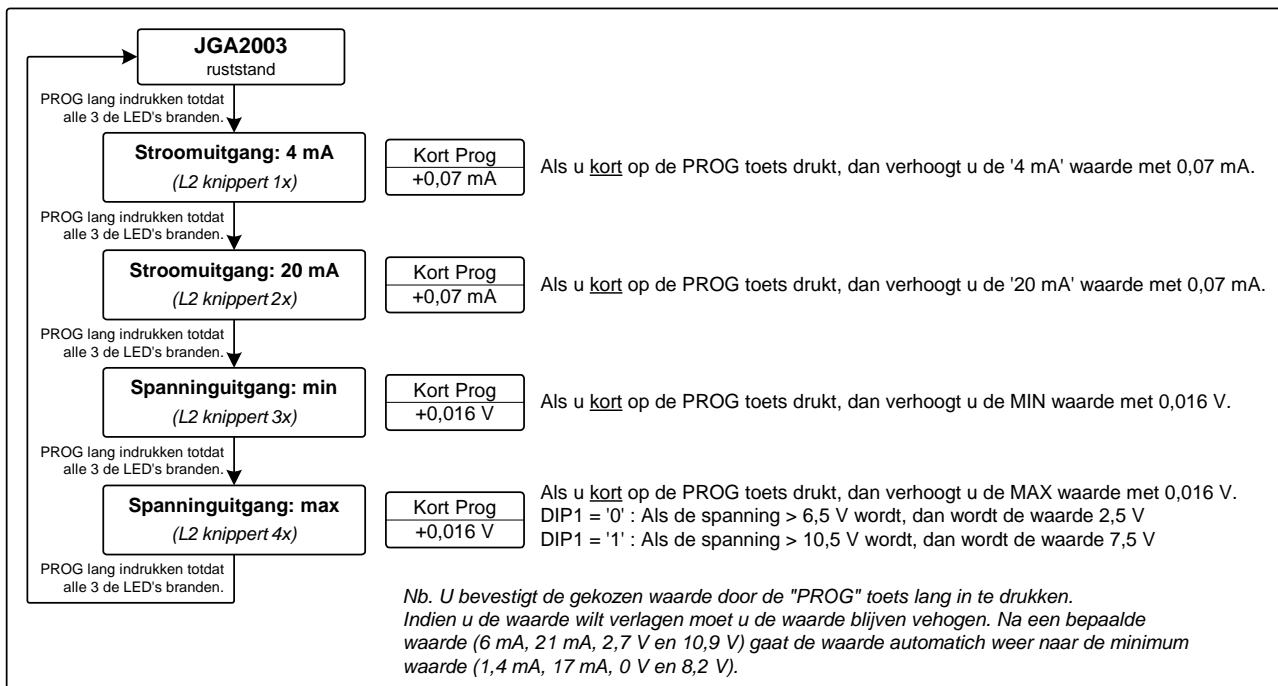 JGA2003
ruststand
PROG lang indrukken totdat
alle 3 de LED's branden.
Stroomuitgang: 4 mA
(L2 knippert 1x)
Kort Prog
+0,07 mA
Als u kort op de PROG toets drukt, dan verhoogt u de '4 mA' waarde met 0,07 mA.
PROG lang indrukken totdat
alle 3 de LED's branden.
Stroomuitgang: 20 mA
(L2 knippert 2x)
Kort Prog
+0,07 mA
Als u kort op de PROG toets drukt, dan verhoogt u de '20 mA' waarde met 0,07 mA.
PROG lang indrukken totdat
alle 3 de LED's branden.
Spanninguitgang: min
(L2 knippert 3x)
Kort Prog
+0,016 V
Als u kort op de PROG toets drukt, dan verhoogt u de MIN waarde met 0,016 V.
PROG lang indrukken totdat
alle 3 de LED's branden.
Spanninguitgang: max
(L2 knippert 4x)
Kort Prog
+0,016 V
Als u kort op de PROG toets drukt, dan verhoogt u de MAX waarde met 0,016 V.
DIP1 = '0' : Als de spanning > 6,5 V wordt, dan wordt de waarde 2,5 V
DIP1 = '1' : Als de spanning > 10,5 V wordt, dan wordt de waarde 7,5 V
PROG lang indrukken totdat
alle 3 de LED's branden.
Nb. U bevestigt de gekozen waarde door de "PROG" toets lang in te drukken.
Indien u de waarde wilt verlagen moet u de waarde blijven vehogen. Na een bepaalde
waarde (6 mA, 21 mA, 2,7 V en 10,9 V) gaat de waarde automatich weer naar de minimum
waarde (1,4 mA, 17 mA, 0 V en 8,2 V).